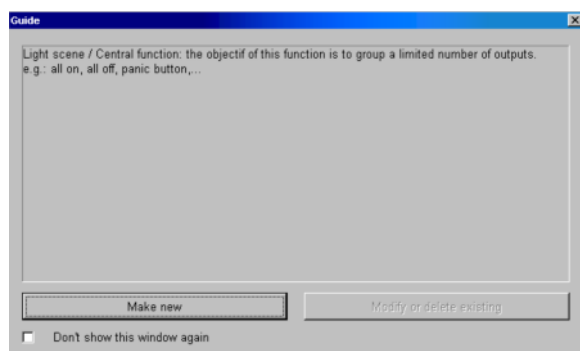 Guide
Light scene / Central function: the objectif of this function is to group a limited number of outputs.
e.g.: all on, all off, panic button,...
Make new
Modify or delete existing
Don't show this window again